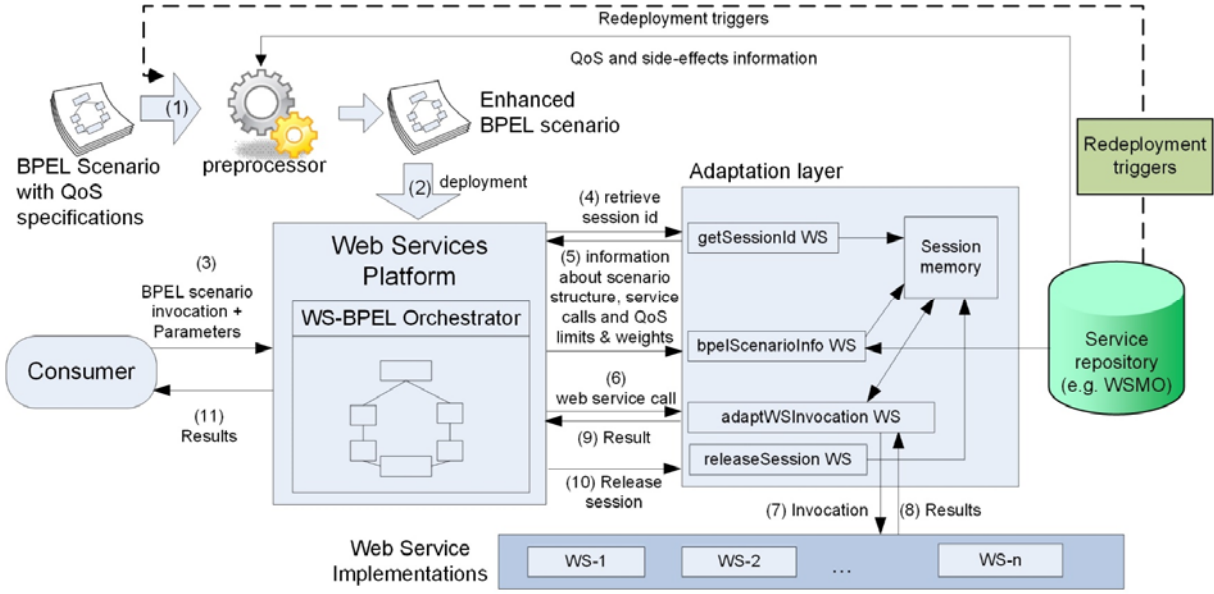 Redeployment triggers
QoS and side-effects information
(1)
BPEL Scenario
with QoS
specifications
preprocessor
Enhanced
BPEL scenario
Redeployment
triggers
(2)
deployment
Adaptation layer
(4) retrieve
session id
Web Services
Platform
getSessionId WS
Session
memory
(3)
BPEL scenario
invocation +
Parameters
(5) information
about scenario
structure, service
calls and QoS
limits & weights
WS-BPEL Orchestrator
bpelScenarioInfo WS
Service
repository
(e.g. WSMO)
Consumer
(6)
web service call
adaptWSInvocation WS
(11)
Results
(9) Result
releaseSession WS
(10) Release
session
(7) Invocation
(8) Results
Web Service
Implementations
WS-1
WS-2
...
WS-n